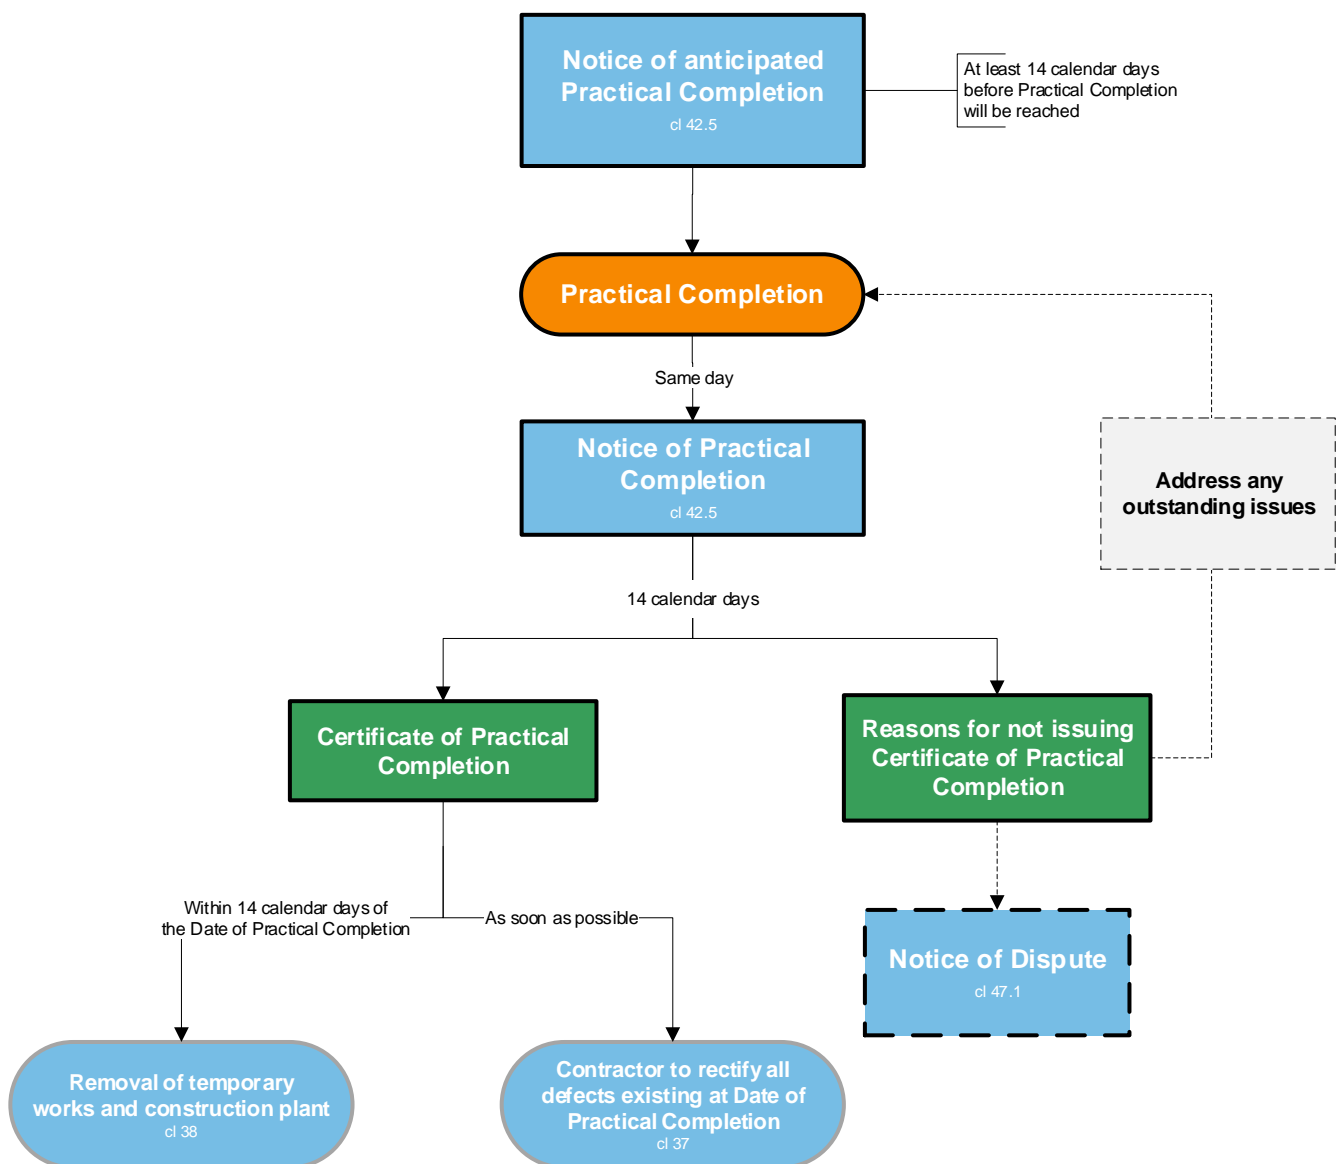 Notice of anticipated
Practical Completion
cl 42.5
At least 14 calendar days
before Practical Completion
will be reached
Practical Completion
Same day
Notice of Practical
Completion
cl 42.5
Address any
outstanding issues
14 calendar days
Certificate of Practical
Completion
Reasons for not issuing
Certificate of Practical
Completion
Within 14 calendar days of
the Date of Practical Completion
As soon as possible
Notice of Dispute
cl 47.1
Removal of temporary
works and construction plant
cl 38
Contractor to rectify all
defects existing at Date of
Practical Completion
cl 37